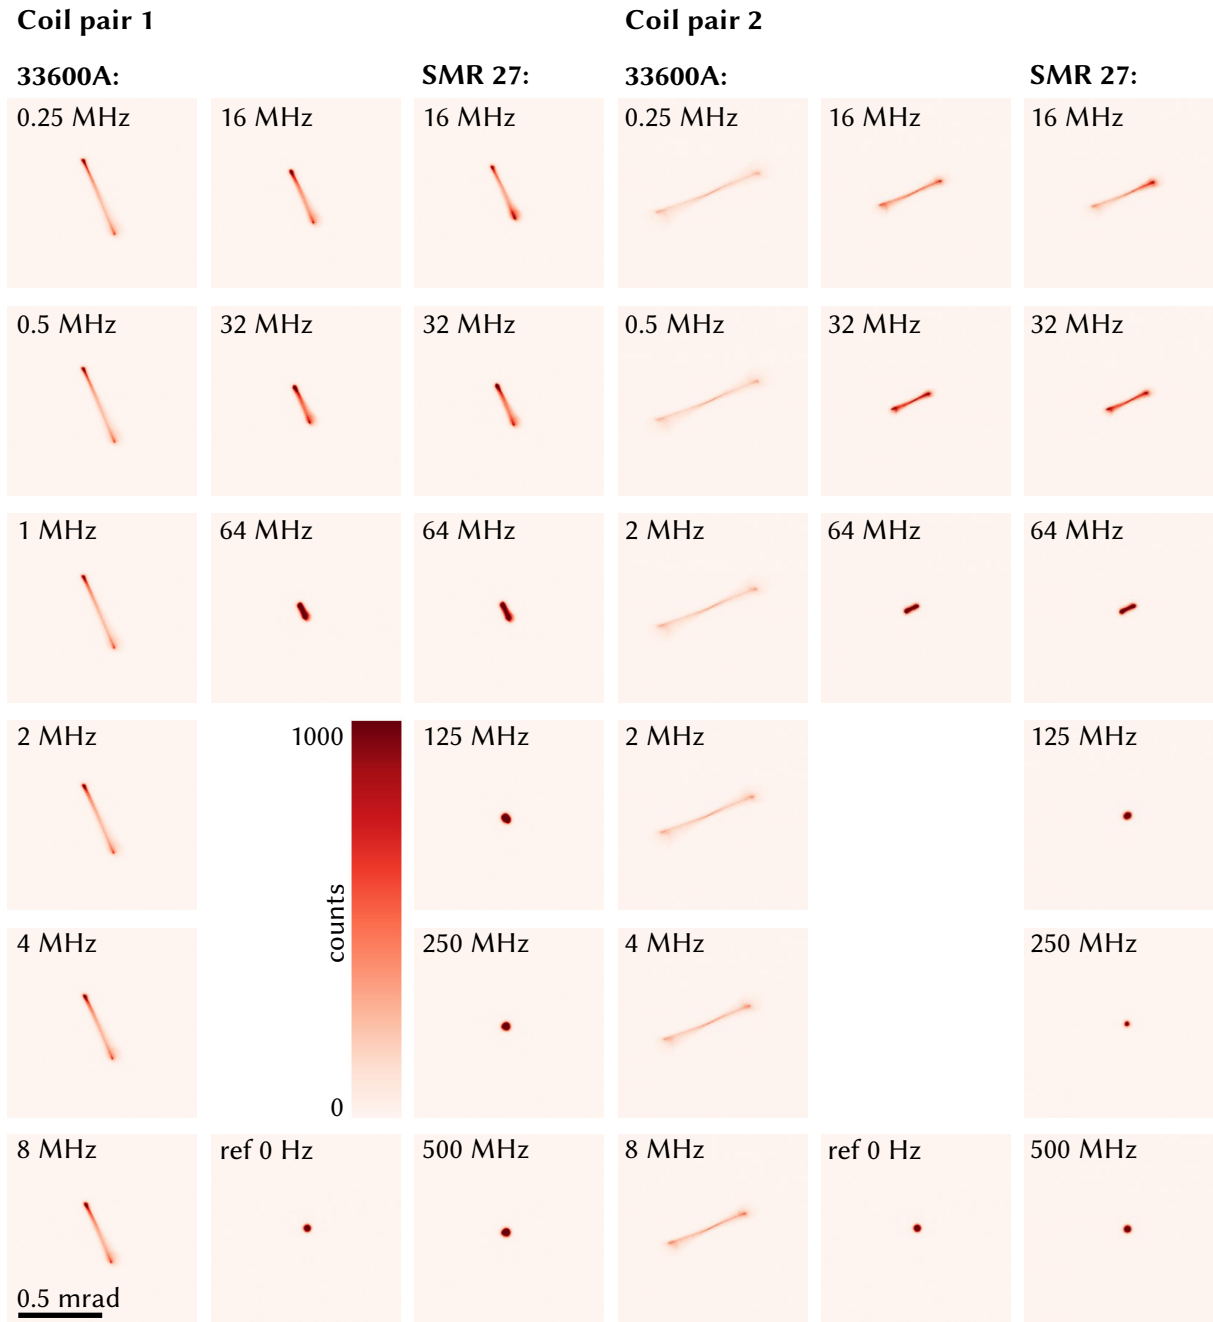 Coil pair 1 Coil pair 2
33600A: SMR 27: 33600A: SMR 27:
0.25 MHz 16 MHz 16 MHz 0.25 MHz 16 MHz 16 MHz
0.5 MHz 32 MHz 32 MHz 0.5 MHz 32 MHz 32 MHz
1 MHz 64 MHz 64 MHz 2 MHz 64 MHz 64 MHz
2 MHz 1000 125 MHz 2 MHz 125 MHz
counts
4 MHz 250 MHz 4 MHz 250 MHz
0
8 MHz ref 0 Hz 500 MHz 8 MHz ref 0 Hz 500 MHz
0.5 mrad